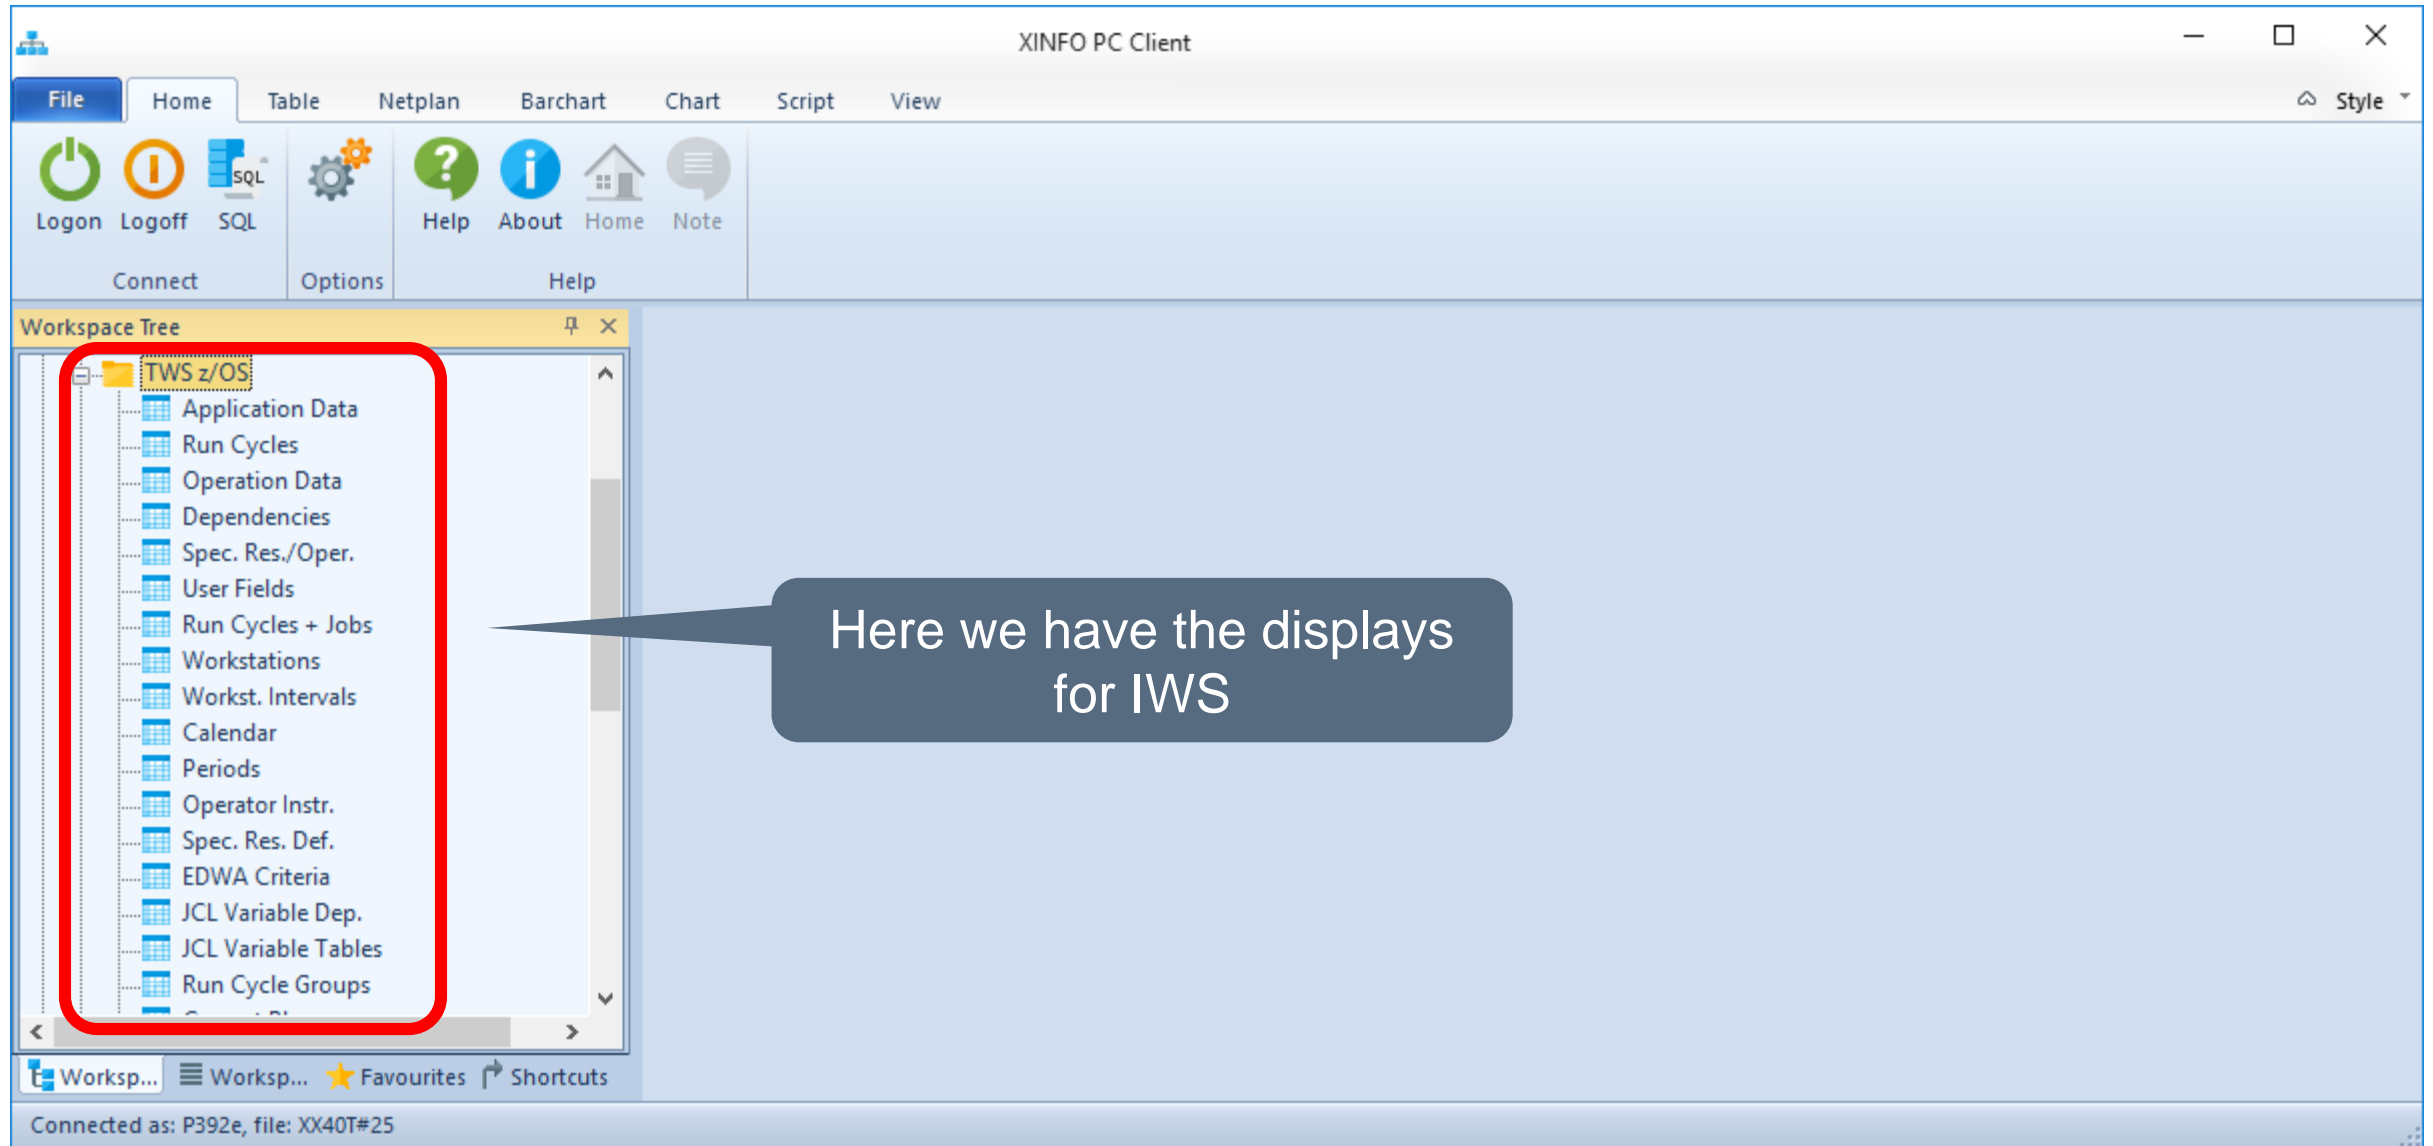 XINFO PC Client
File Home Table Netplan Barchart Chart Script View Style
SQL
Logon Logoff SQL Help About Home Note
Connect Options Help
Workspace Tree
TWS z/OS
Application Data
Run Cycles
Operation Data
Dependencies
Spec. Res./Oper.
User Fields
Run Cycles + Jobs
Workstations
Workst. Intervals
Calendar
Periods
Operator Instr.
Spec. Res. Def.
EDWA Criteria
JCL Variable Dep.
JCL Variable Tables
Run Cycle Groups
Here we have the displays
for IWS
Worksp... Worksp... Favourites Shortcuts
Connected as: P392e, file: XX40T#25